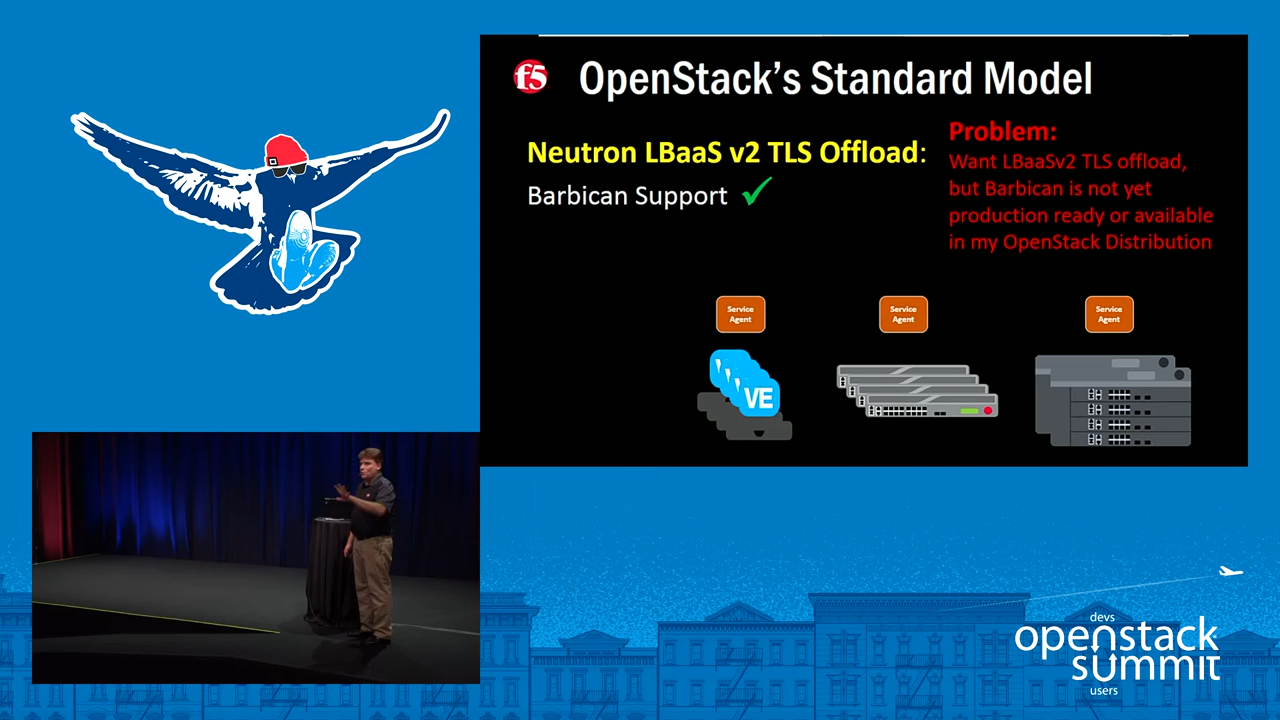 f5
OpenStack's Standard Model
Neutron LBaaS v2 TLS Offload:
Barbican Support ✓
Problem:
Want LBaaSv2 TLS offload,
but Barbican is not yet
production ready or available
in my OpenStack Distribution
Service
Agent
Service
Agent
Service
Agent
VE
devs
openstack
summit
users